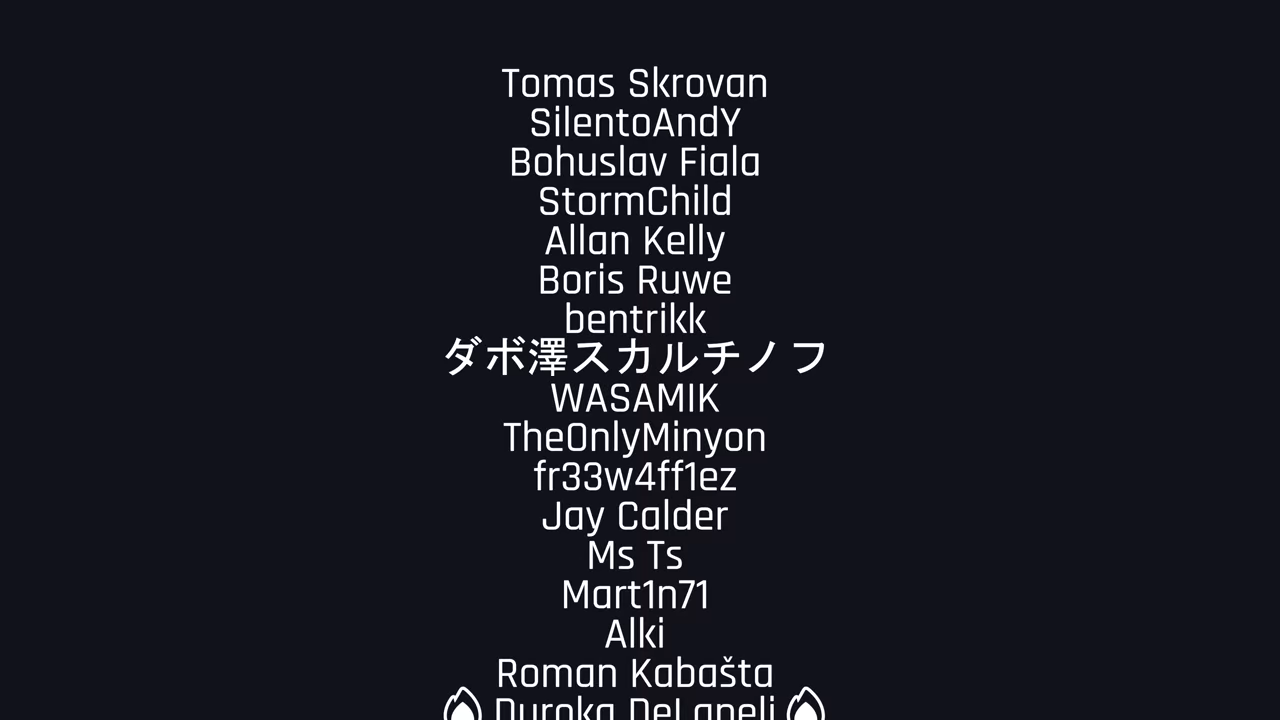 Tomas Skrovan
SilentoAndY
Bohuslav Fiala
StormChild
Allan Kelly
Boris Ruwe
bentrikk
ダボ澤スカルチノフ
WASAMIK
TheOnlyMinyon
fr33w4ff1ez
Jay Calder
Ms Ts
Mart1n71
Alki
Roman Kabašta